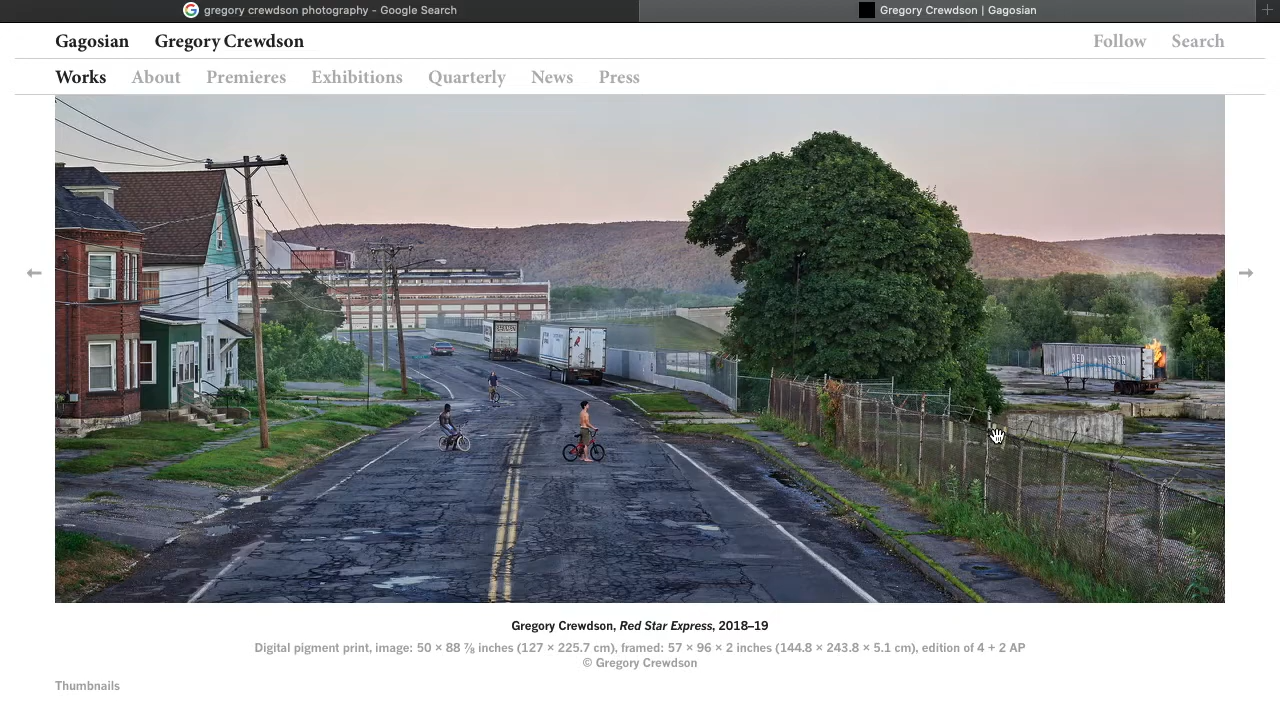 gregory crewdson photography - Google Search
Gregory Crewdson | Gagosian
Gagosian Gregory Crewdson Follow Search
Works About Premieres Exhibitions Quarterly News Press
RED STAR
Gregory Crewdson, Red Star Express, 2018–19
Digital pigment print, image: 50 × 88 ⅞ inches (127 × 225.7 cm), framed: 57 × 96 × 2 inches (144.8 × 243.8 × 5.1 cm), edition of 4 + 2 AP
© Gregory Crewdson
Thumbnails